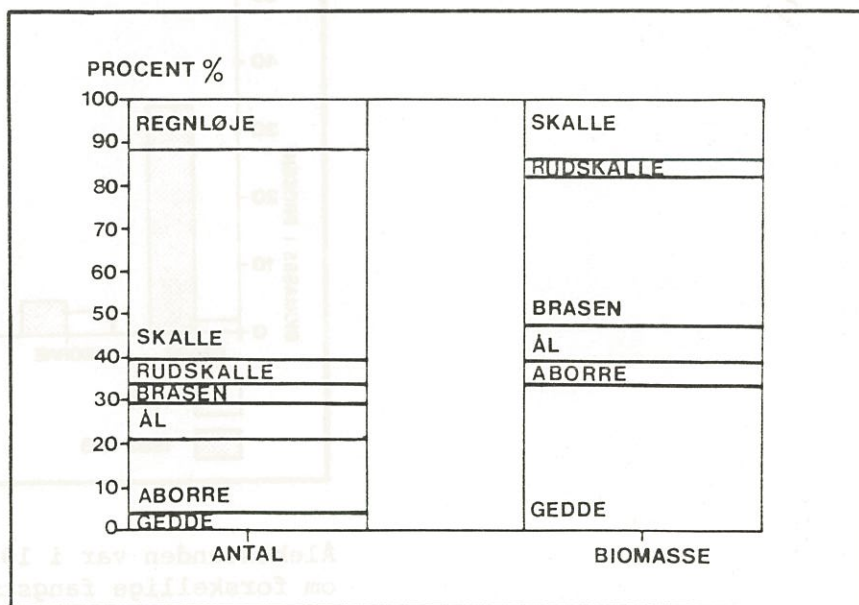 PROCENT %
100
90
80
70
60
50
40
30
20
10
0
REGNLØJE
SKALLE
RUDSKALLE
BRASEN
ÅL
ABORRE
GEDDE
ANTAL
SKALLE
RUDSKALLE
BRASEN
ÅL
ABORRE
GEDDE
BIOMASSE